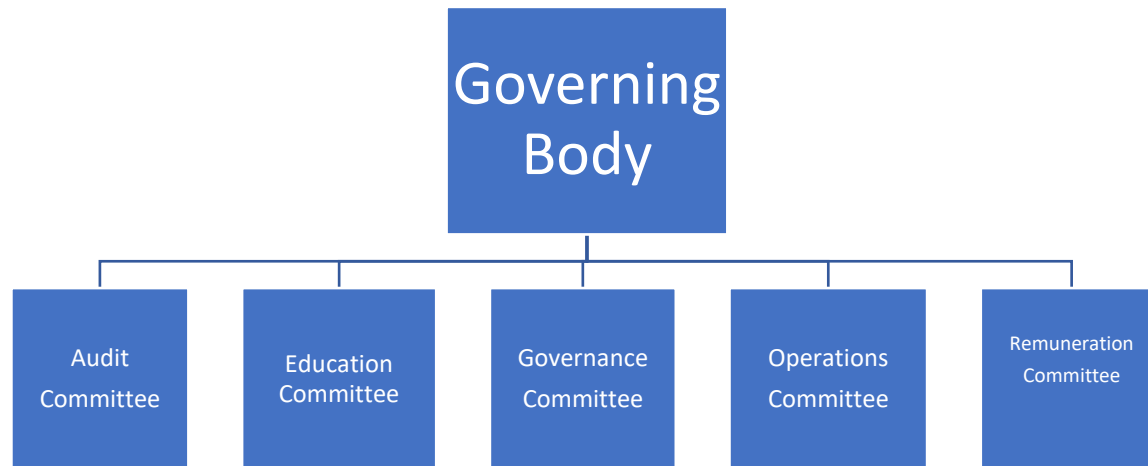 Governing
Body
Audit
Committee
Education
Committee
Governance
Committee
Operations
Committee
Remuneration
Committee